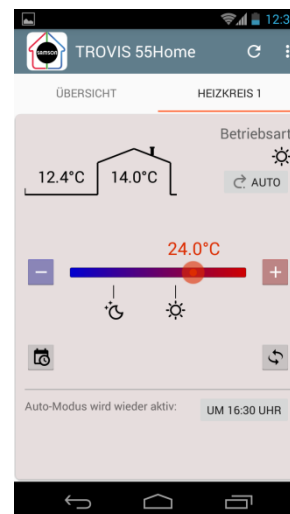 12:3
SAMSON
TROVIS 55Home
ÜBERSICHT
HEIZKREIS 1
Betriebsart
12.4°C
14.0°C
AUTO
24.0°C
Auto-Modus wird wieder aktiv:
UM 16:30 UHR